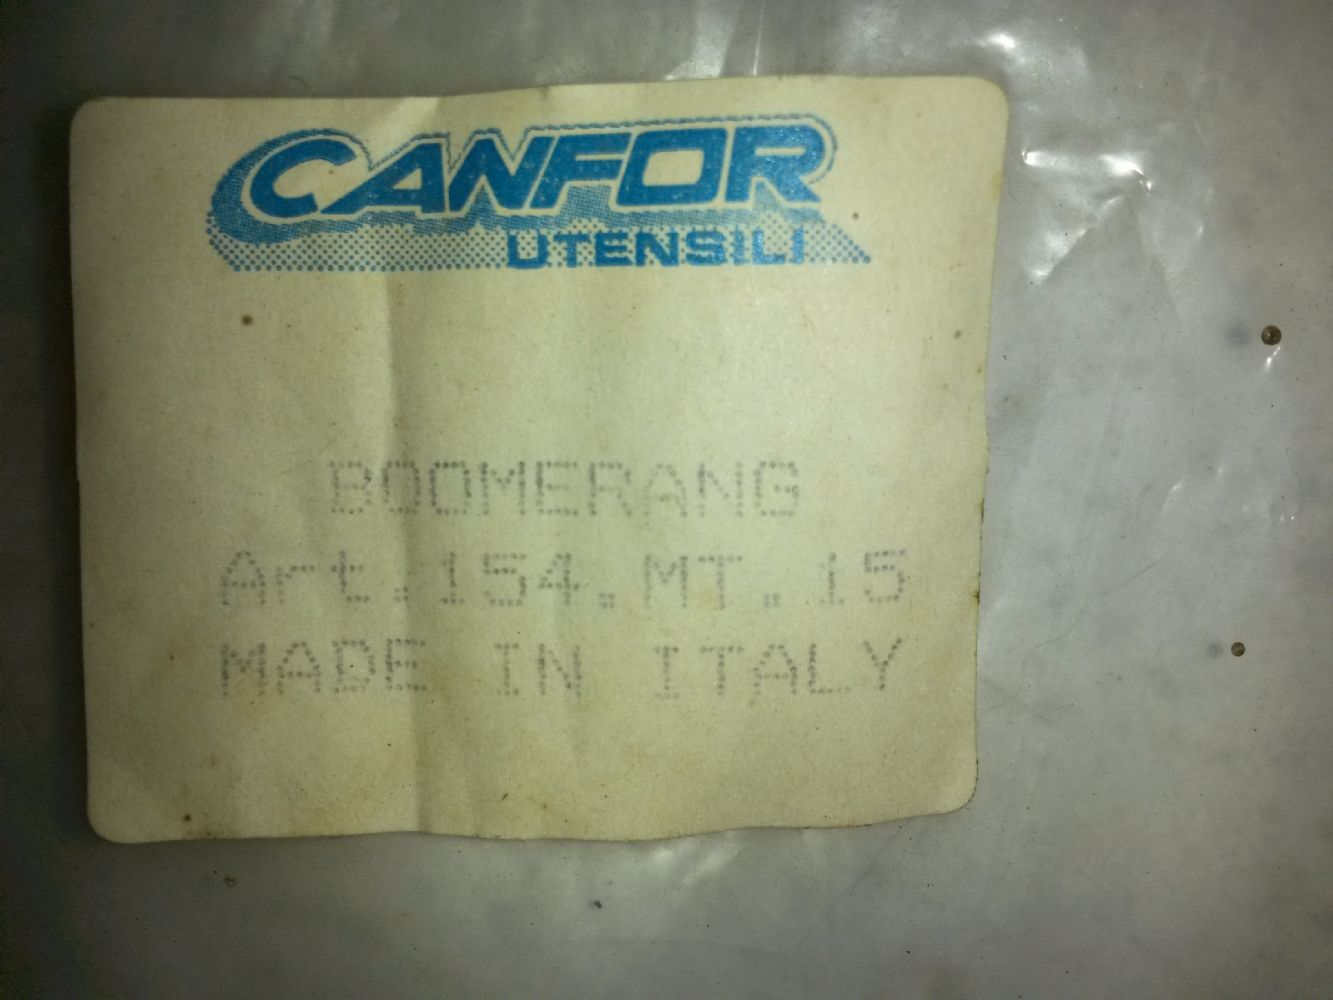 CANFOR
UTENSILI
BOOMERANG
Art.154.MT.15
MADE IN ITALY